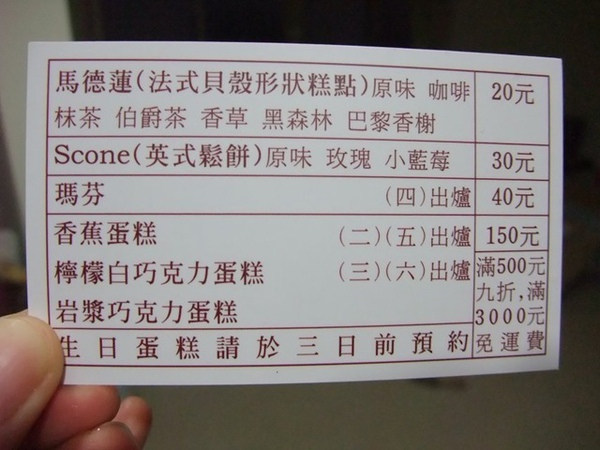 馬德蓮(法式貝殼形狀糕點)原味 咖啡 20元
抹茶 伯爵茶 香草 黑森林 巴黎香榭
Scone(英式鬆餅)原味 玫瑰 小藍莓 30元
瑪芬 (四)出爐 40元
香蕉蛋糕 (二)(五)出爐 150元
檸檬白巧克力蛋糕 (三)(六)出爐
岩漿巧克力蛋糕
滿500元
九折,滿
3000元
免運費
生日蛋糕請於三日前預約